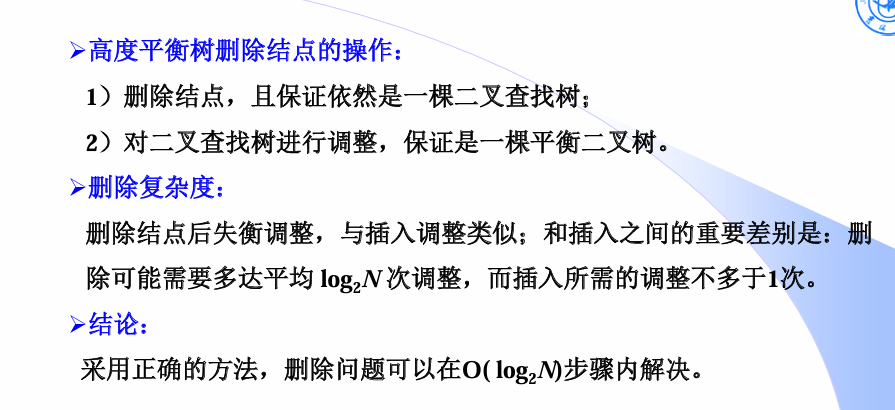 ➢高度平衡树删除结点的操作：
1）删除结点，且保证依然是一棵二叉查找树；
2）对二叉查找树进行调整，保证是一棵平衡二叉树。
➢删除复杂度：
删除结点后失衡调整，与插入调整类似；和插入之间的重要差别是：删
除可能需要多达平均 log₂N 次调整，而插入所需的调整不多于1次。
➢结论：
采用正确的方法，删除问题可以在O( log₂N)步骤内解决。